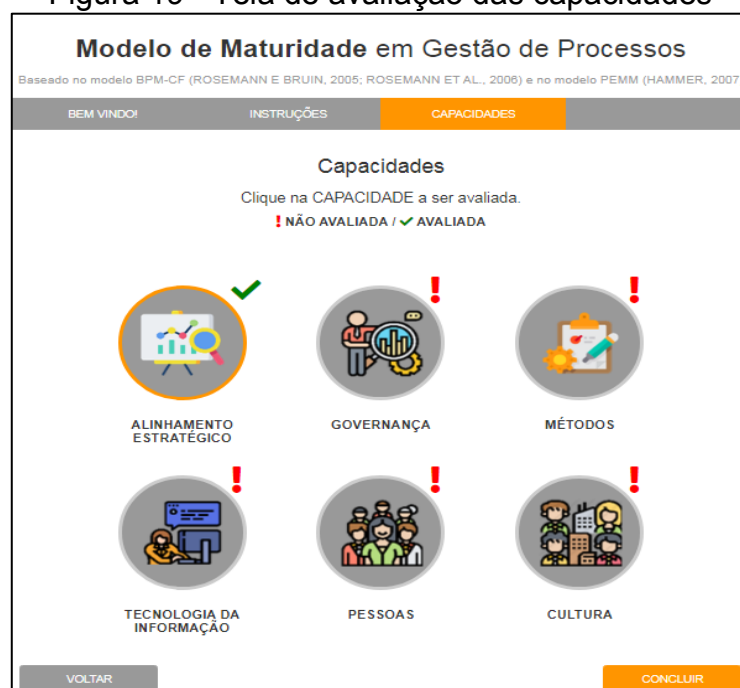 Modelo de Maturidade em Gestão de Processos
Baseado no modelo BPM-CF (ROSEMANN E BRUIN, 2005; ROSEMANN ET AL., 2006) e no modelo PEMM (HAMMER, 2007
BEM VINDO! INSTRUÇÕES CAPACIDADES
Capacidades
Clique na CAPACIDADE a ser avaliada.
! NÃO AVALIADA / ✓ AVALIADA
ALINHAMENTO
ESTRATÉGICO
GOVERNANÇA
MÉTODOS
TECNOLOGIA DA
INFORMAÇÃO
PESSOAS
CULTURA
VOLTAR
CONCLUIR